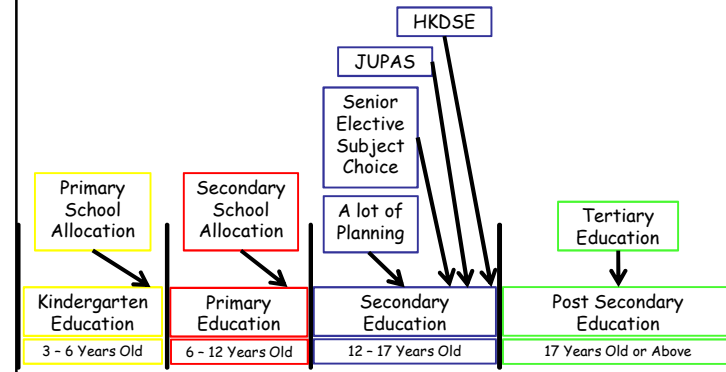 HKDSE
JUPAS
Senior
Elective
Subject
Choice
Primary
School
Allocation
Secondary
School
Allocation
A lot of
Planning
Tertiary
Education
Kindergarten
Education
Primary
Education
Secondary
Education
Post Secondary
Education
3 – 6 Years Old
6 – 12 Years Old
12 – 17 Years Old
17 Years Old or Above